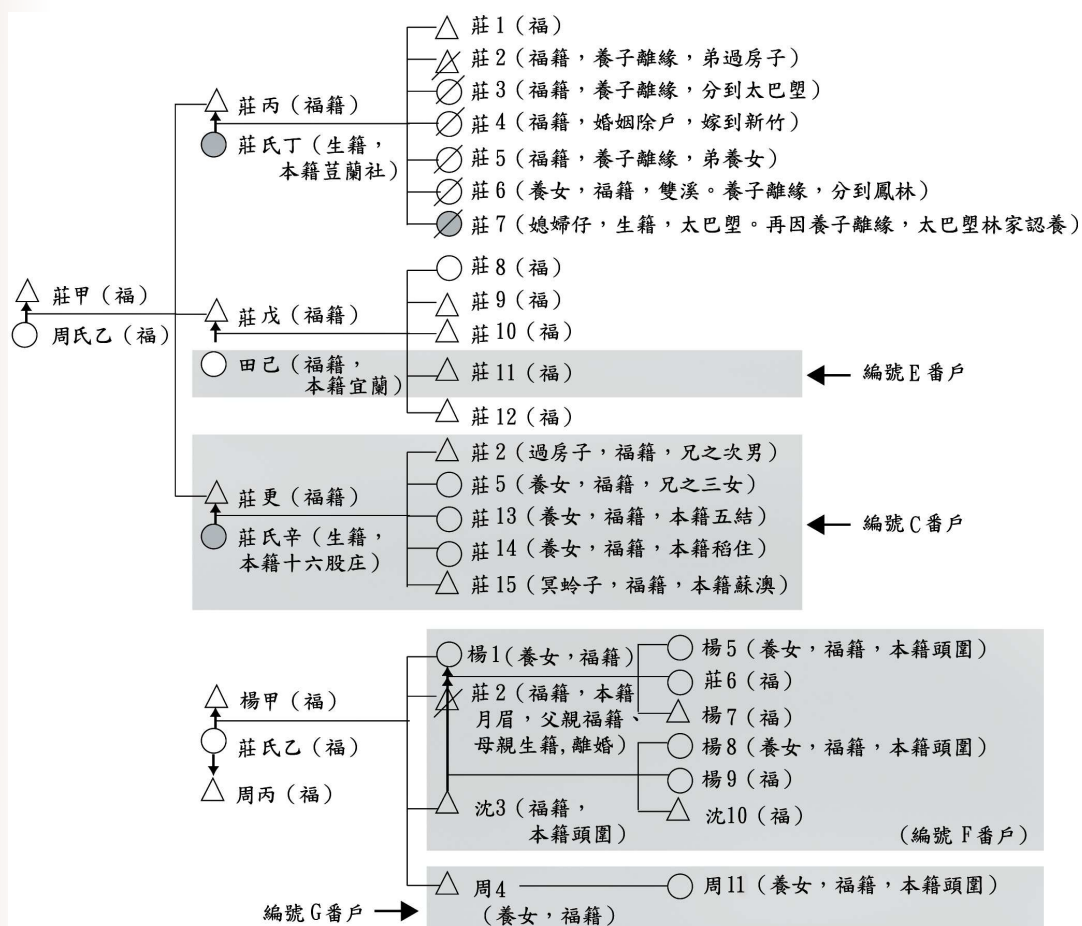 莊1（福）
莊2（福籍，養子離緣，弟過房子）
莊3（福籍，養子離緣，分到太巴塱）
莊4（福籍，婚姻除戶，嫁到新竹）
莊5（福籍，養子離緣，弟養女）
莊6（養女，福籍，雙溪。養子離緣，分到鳳林）
莊7（媳婦仔，生籍，太巴塱。再因養子離緣，太巴塱林家認養）
莊丙（福籍）
莊氏丁（生籍，
本籍荳蘭社）
莊甲（福）
周氏乙（福）
莊8（福）
莊9（福）
莊10（福）
莊11（福）
莊12（福）
莊戊（福籍）
田己（福籍，
本籍宜蘭）
編號E番戶
莊2（過房子，福籍，兄之次男）
莊5（養女，福籍，兄之三女）
莊13（養女，福籍，本籍五結）
莊14（養女，福籍，本籍稻住）
莊15（冥蛉子，福籍，本籍蘇澳）
莊更（福籍）
莊氏辛（生籍，
本籍十六股庄）
編號C番戶
楊甲（福）
莊氏乙（福）
周丙（福）
楊1(養女，福籍)
莊2（福籍，本籍
月眉，父親福籍、
母親生籍,離婚）
沈3（福籍，
本籍頭圍）
楊5（養女，福籍，本籍頭圍）
莊6（福）
楊7（福）
楊8（養女，福籍，本籍頭圍）
楊9（福）
沈10（福）
（編號 F番戶）
周4
（養女，福籍）
周11（養女，福籍，本籍頭圍）
編號G番戶